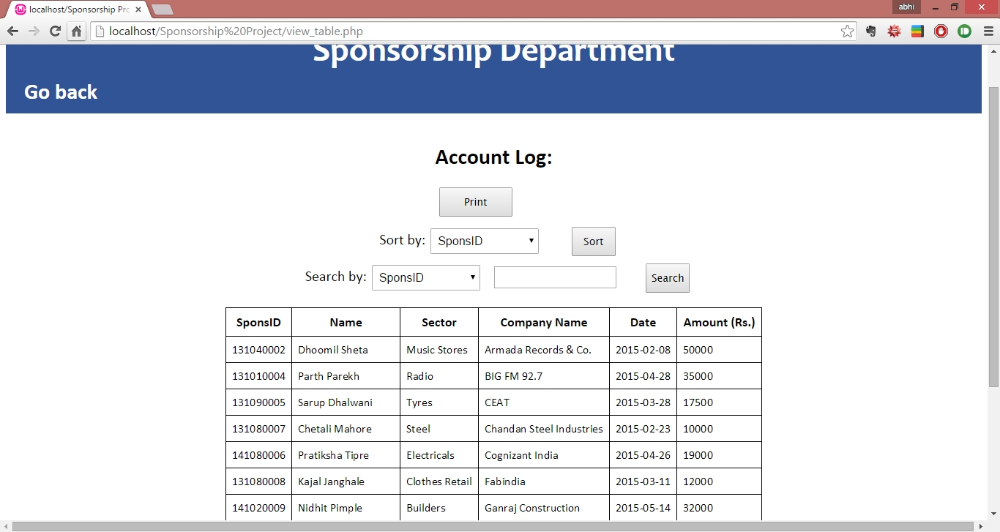 localhost/Sponsorship Pro
abhi
localhost/Sponsorship%20Project/view_table.php
Sponsorship Department
Go back
Account Log:
Print
Sort by: SponsID Sort
Search by: SponsID Search
SponsID Name Sector Company Name Date Amount (Rs.)
131040002 Dhoomil Sheta Music Stores Armada Records & Co. 2015-02-08 50000
131010004 Parth Parekh Radio BIG FM 92.7 2015-04-28 35000
131090005 Sarup Dhalwani Tyres CEAT 2015-03-28 17500
131080007 Chetali Mahore Steel Chandan Steel Industries 2015-02-23 10000
141080006 Pratiksha Tipre Electricals Cognizant India 2015-04-26 19000
131080008 Kajal Janghale Clothes Retail Fabindia 2015-03-11 12000
141020009 Nidhit Pimple Builders Ganraj Construction 2015-05-14 32000